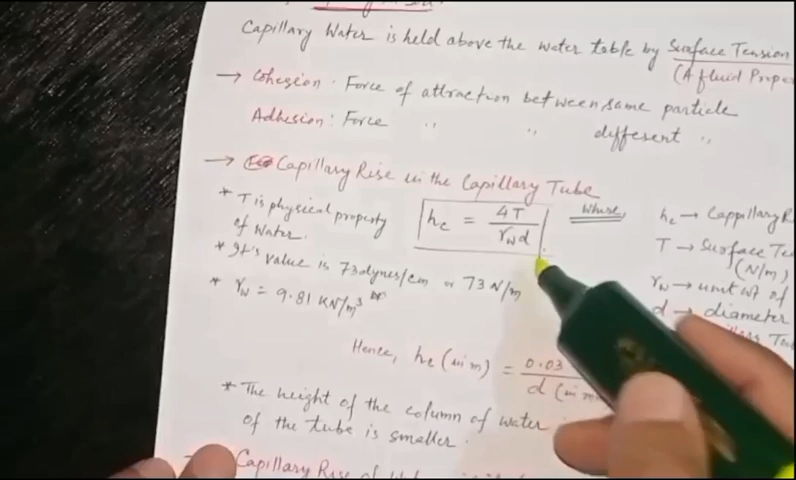 Capillary Water is held above the water table by Surface Tension
(A fluid Proper
→ Cohesion : Force of attraction between same particle
Adhesion : Force " " different "
→ Capillary Rise in the Capillary Tube
* T is physical property of Water.
hc = 4T / γw d
Where,
hc → Cappillary R
T → Surface Te
(N/m)
γw → unit wt of
d → diameter
Tu
* It's value is 73 dynes/cm or 73 N/m
* γw = 9.81 KN/m³
Hence, hc (in m) = 0.03 / d (in m
* The height of the column of water
of the tube is smaller.
→ Capillary Rise of